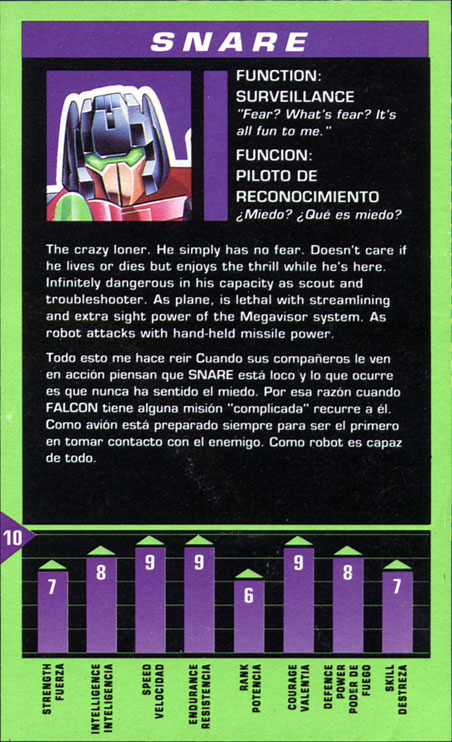 SNARE
FUNCTION:
SURVEILLANCE
"Fear? What's fear? It's
all fun to me."
FUNCION:
PILOTO DE
RECONOCIMIENTO
¿Miedo? ¿Qué es miedo?
The crazy loner. He simply has no fear. Doesn't care if
he lives or dies but enjoys the thrill while he's here.
Infinitely dangerous in his capacity as scout and
troubleshooter. As plane, is lethal with streamlining
and extra sight power of the Megavisor system. As
robot attacks with hand-held missile power.
Todo esto me hace reir Cuando sus compañeros le ven
en acción piensan que SNARE está loco y lo que ocurre
es que nunca ha sentido el miedo. Por esa razón cuando
FALCON tiene alguna misión "complicada" recurre a él.
Como avión está preparado siempre para ser el primero
en tomar contacto con el enemigo. Como robot es capaz
de todo.
10
7
8
9
9
6
9
8
7
STRENGTH
FUERZA
INTELLIGENCE
INTELIGENCIA
SPEED
VELOCIDAD
ENDURANCE
RESISTENCIA
RANK
POTENCIA
COURAGE
VALENTIA
DEFENCE
POWER
PODER DE
FUEGO
SKILL
DESTREZA